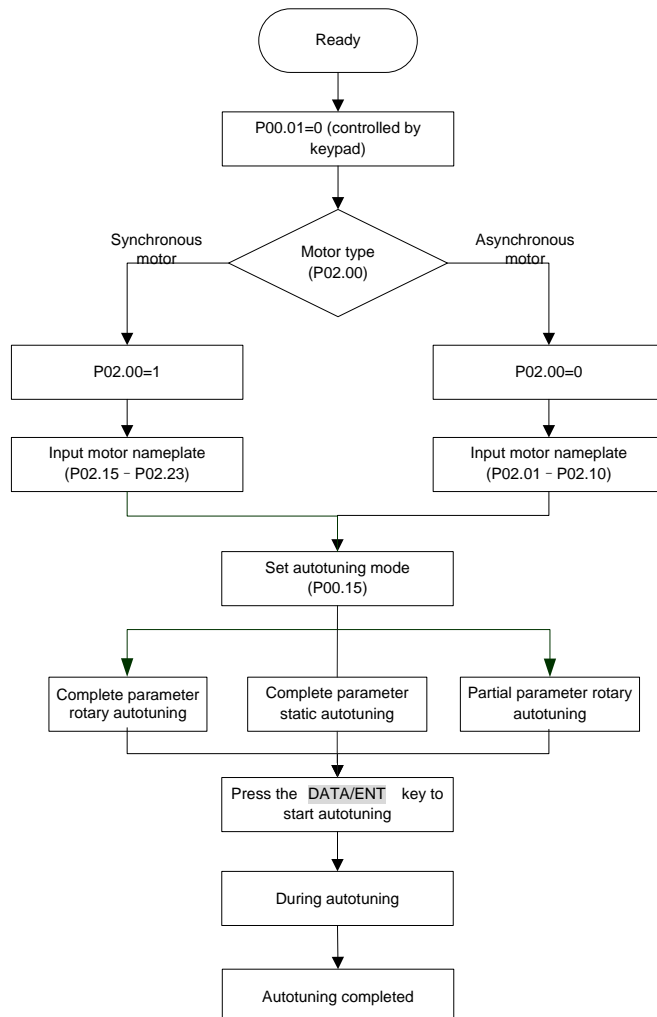 Ready
P00.01=0 (controlled by
keypad)
Synchronous
motor
Motor type
(P02.00)
Asynchronous
motor
P02.00=1
P02.00=0
Input motor nameplate
(P02.15–P02.23)
Input motor nameplate
(P02.01–P02.10)
Set autotuning mode
(P00.15)
Complete parameter
rotary autotuning
Complete parameter
static autotuning
Partial parameter rotary
autotuning
Press the DATA/ENT key to
start autotuning
During autotuning
Autotuning completed